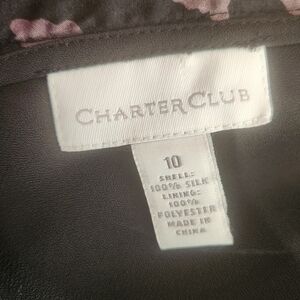 CHARTER CLUB
10
SHELL:
100% SILK
LINING:
100%
POLYESTER
MADE IN
CHINA